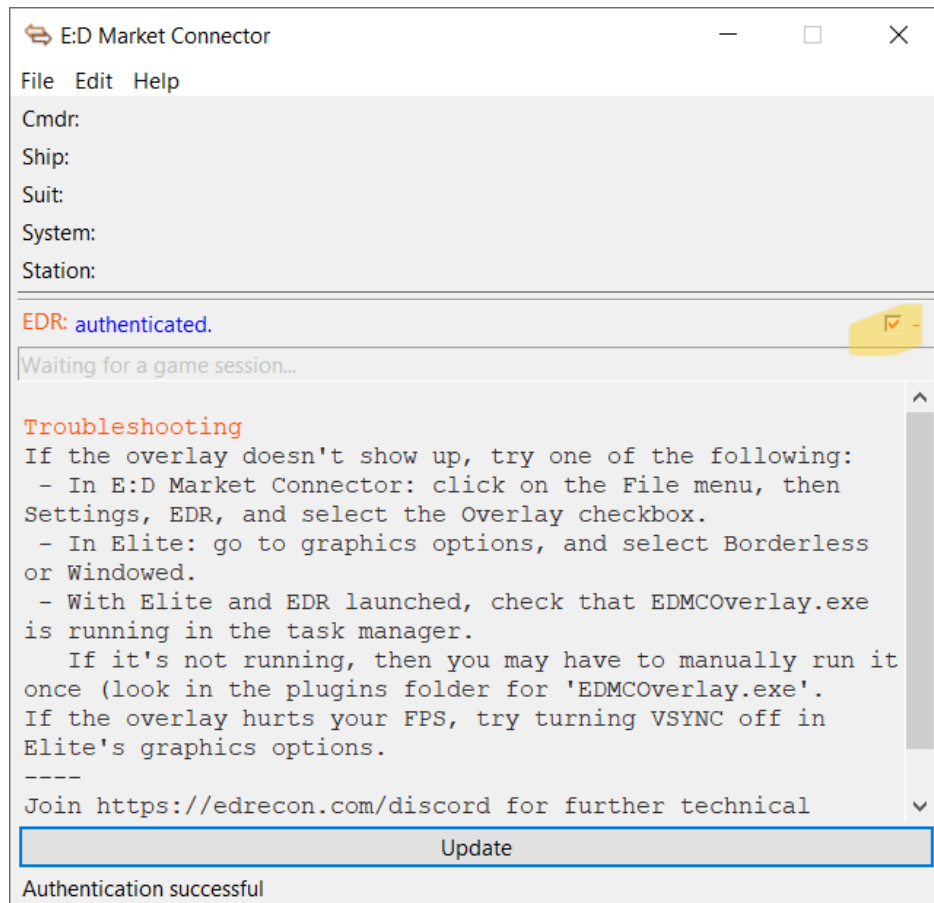 E:D Market Connector
File Edit Help
Cmdr:
Ship:
Suit:
System:
Station:
EDR: authenticated.
Waiting for a game session...
Troubleshooting
If the overlay doesn't show up, try one of the following:
 - In E:D Market Connector: click on the File menu, then
Settings, EDR, and select the Overlay checkbox.
 - In Elite: go to graphics options, and select Borderless
or Windowed.
 - With Elite and EDR launched, check that EDMCOverlay.exe
is running in the task manager.
   If it's not running, then you may have to manually run it
once (look in the plugins folder for 'EDMCOverlay.exe'.
If the overlay hurts your FPS, try turning VSYNC off in
Elite's graphics options.
----
Join https://edrecon.com/discord for further technical
Update
Authentication successful